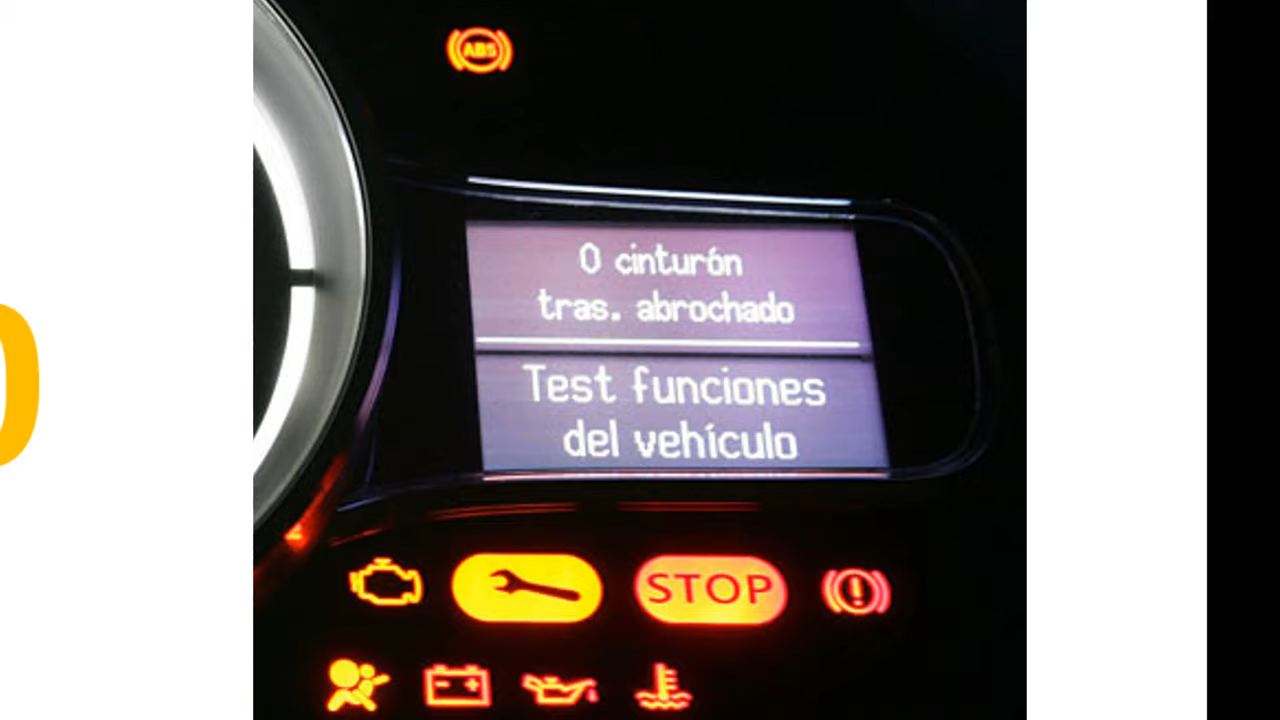 ABS
0 cinturón
tras. abrochado
Test funciones
del vehículo
STOP